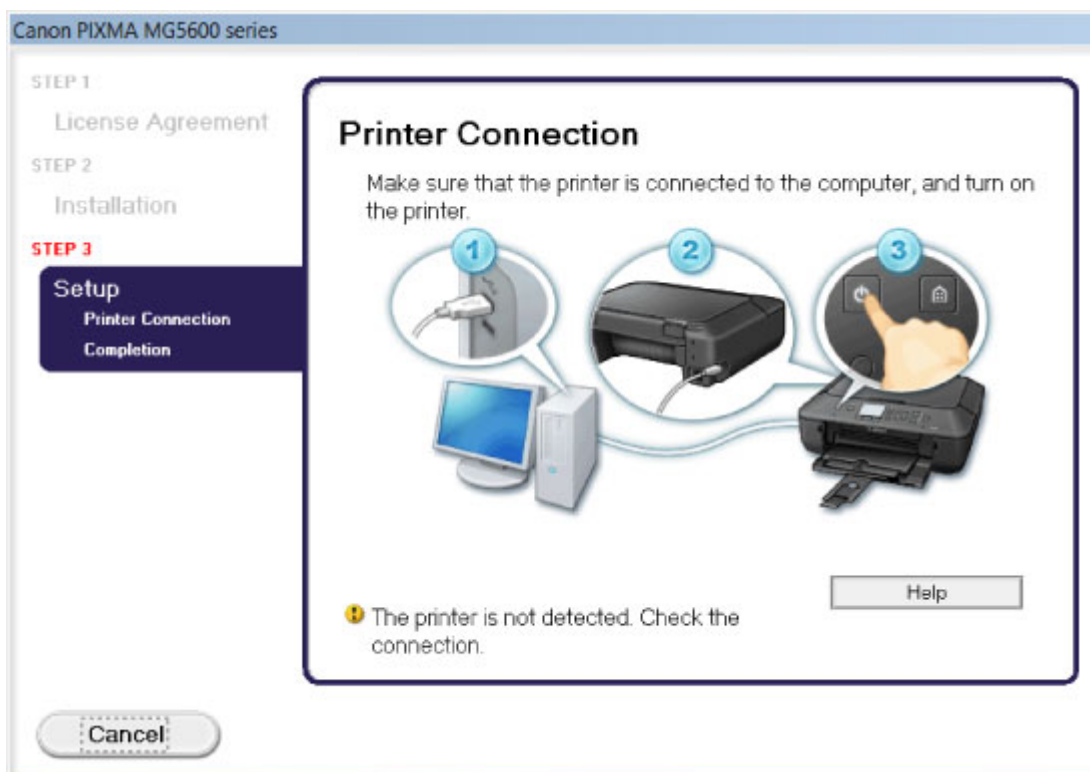 Canon PIXMA MG5600 series
STEP 1
License Agreement
STEP 2
Installation
STEP 3
Setup
Printer Connection
Completion
Printer Connection
Make sure that the printer is connected to the computer, and turn on
the printer.
1
2
3
Help
The printer is not detected. Check the
connection.
Cancel